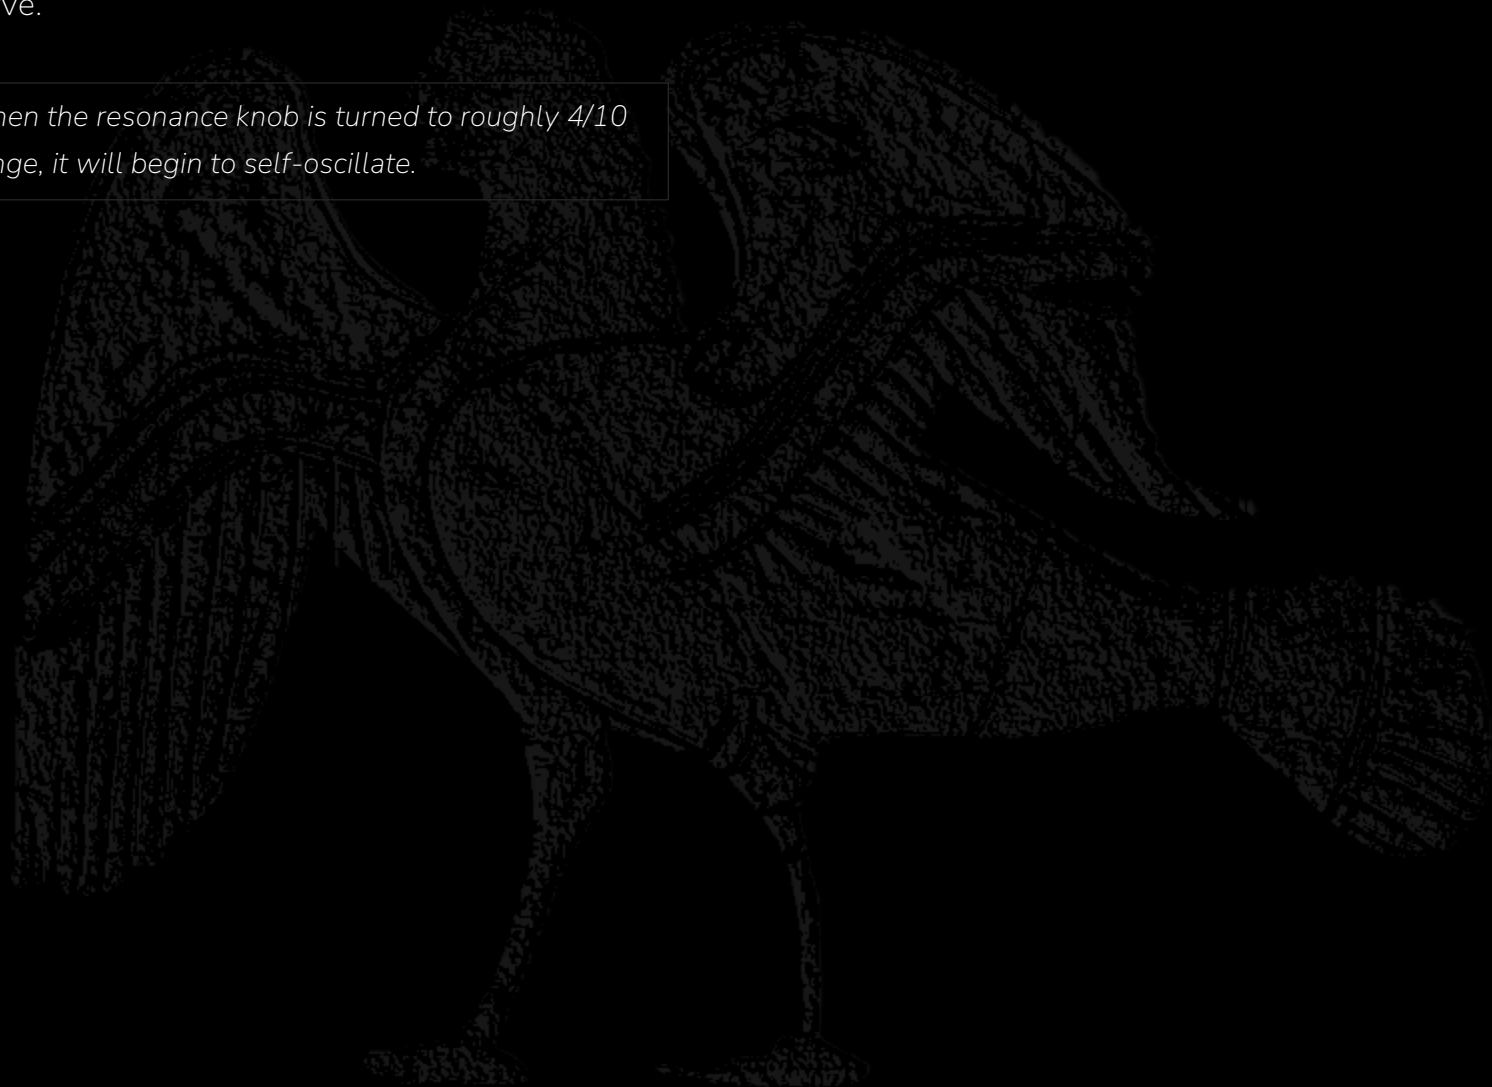 ve.
hen the resonance knob is turned to roughly 4/10
nge, it will begin to self-oscillate.